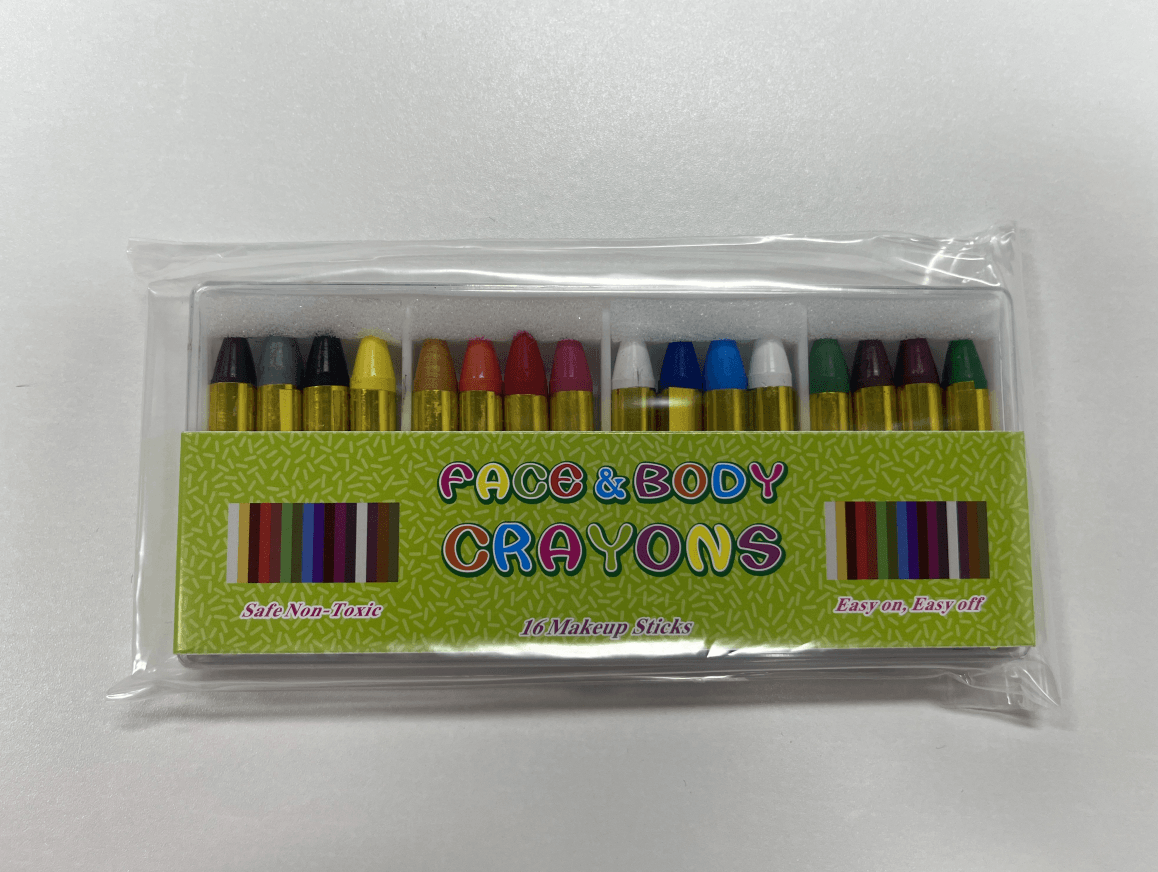 FACE & BODY
CRAYONS
Safe Non-Toxic
16 Makeup Sticks
Easy on, Easy off